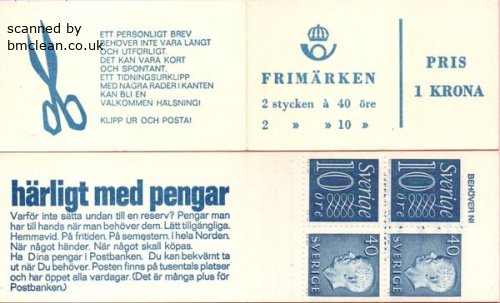 scanned by
bmclean.co.uk
ETT PERSONLIGT BREV
BEHÖVER INTE VARA LÅNGT
OCH UTFÖRLIGT.
DET KAN VARA KORT
OCH SPONTANT.
ETT TIDNINGSURKLIPP
MED NAGRA RADER I KANTEN
KAN BLI EN
VÄLKOMMEN HÄLSNING!
KLIPP UR OCH POSTA!
FRIMÄRKEN
2 stycken à 40 öre
2 » » 10 »
PRIS
1 KRONA
härligt med pengar
Varför inte sätta undan till en reserv? Pengar man
har till hands när man behöver dem. Lätt tillgängliga.
Hemmavid. På fritiden. På semestern. I hela Norden.
När något händer. När något skall köpas.
Ha Dina pengar i Postbanken. Du kan bekvämt ta
ut när Du behöver. Posten finns på tusentals platser
och har öppet alla vardagar. (Det är många plus för
Postbanken.)
Sverige
10
ÖRE
Sverige
10
ÖRE
SVERIGE
40
SVERIGE
40
BEHÖVER NI